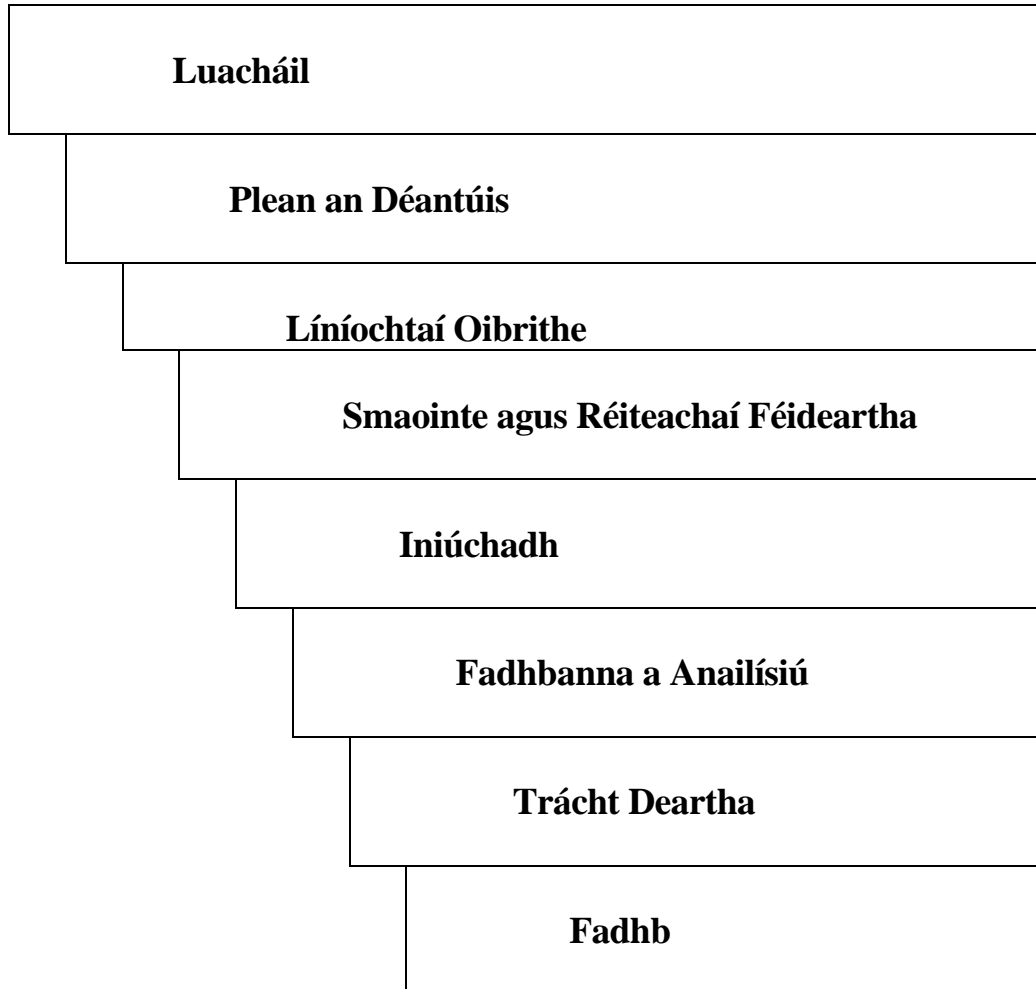 Luacháil
Plean an Déantúis
Líníochtaí Oibrithe
Smaointe agus Réiteachaí Féideartha
Iniúchadh
Fadhbanna a Anailísiú
Trácht Deartha
Fadhb